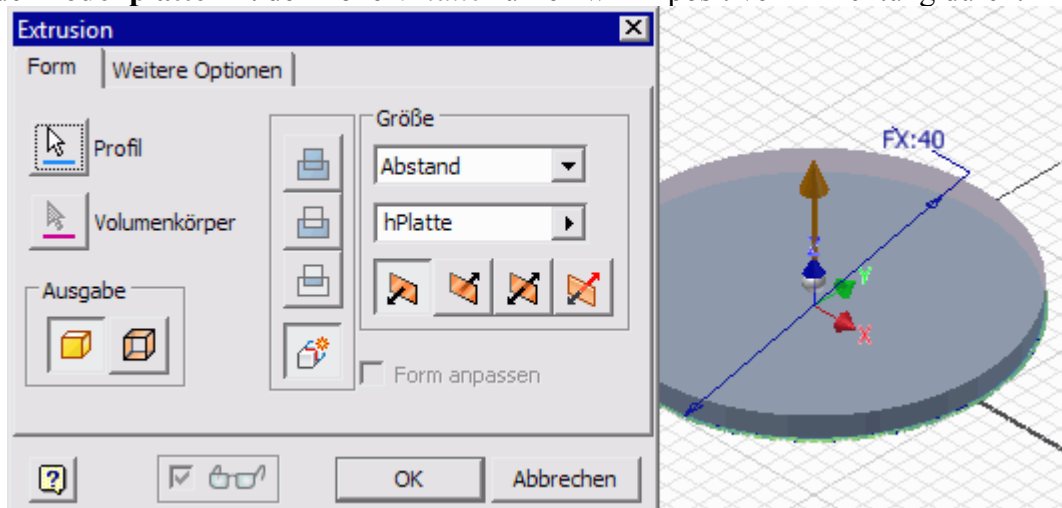 Extrusion
Form
Weitere Optionen
Profil
Volumenkörper
Ausgabe
Größe
Abstand
hPlatte
Form anpassen
OK
Abbrechen
FX:40
Z
Y
X